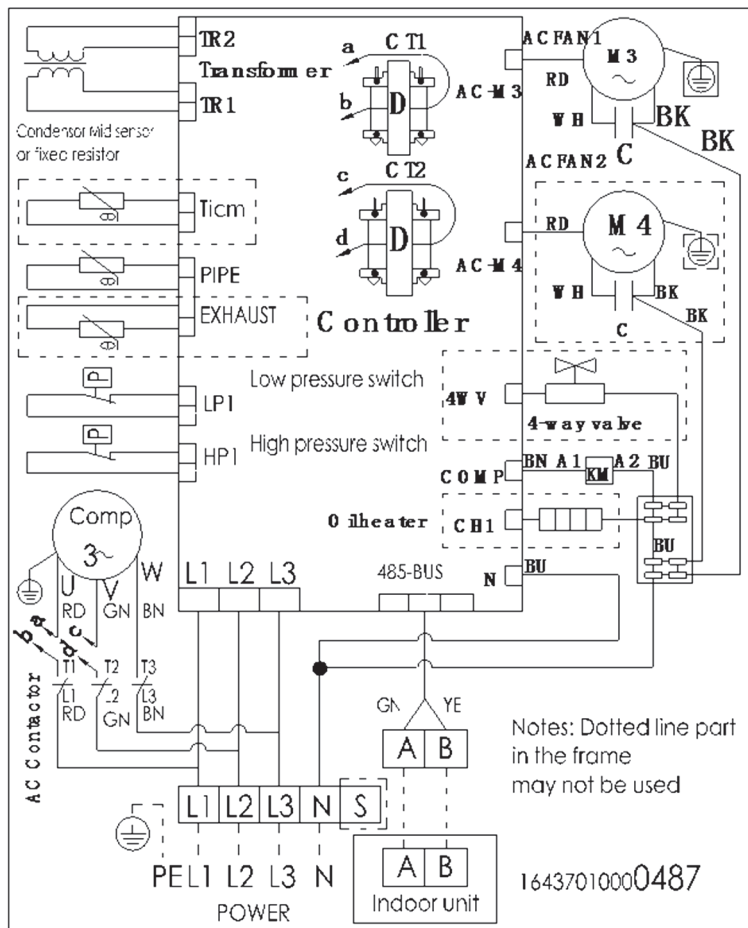 TR2
Transformer
TR1
Condensor Mid sensor
or fixed resistor
Ticm
PIPE
EXHAUST
LP1
Low pressure switch
HP1
High pressure switch
a
CT1
b
D
c
CT2
d
D
Controller
ACFAN1
M3
RD
AC-M3
WH
BK
C
BK
ACFAN2
M4
RD
AC-M4
WH
BK
C
BK
4WV
4-way valve
BN A1 A2 BU
COMP
KM
Oilheater
CH1
BU
N
BU
Comp
3
U V W
RD GN BN
a
b
c
d
T1 T2 T3
L1 L2 L3
RD GN BN
AC Contactor
L1 L2 L3
485-BUS
GN YE
A B
L1 L2 L3 N S
PE L1 L2 L3 N
POWER
A B
Indoor unit
Notes: Dotted line part
in the frame
may not be used
16437010000487
P
P